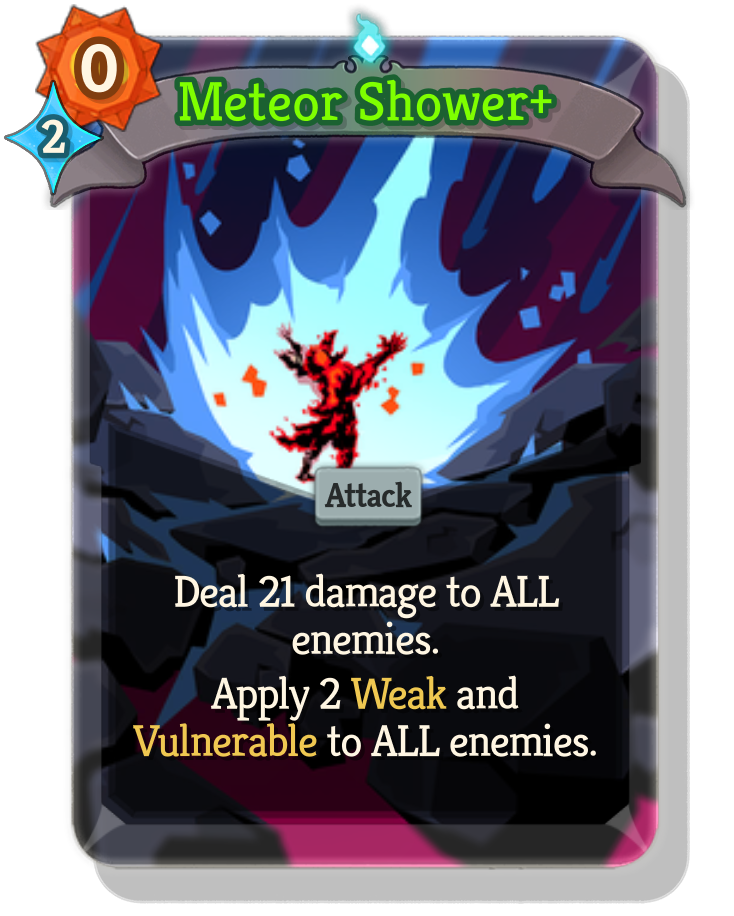 0
Meteor Shower+
2
Attack
Deal 21 damage to ALL
enemies.
Apply 2 Weak and
Vulnerable to ALL enemies.